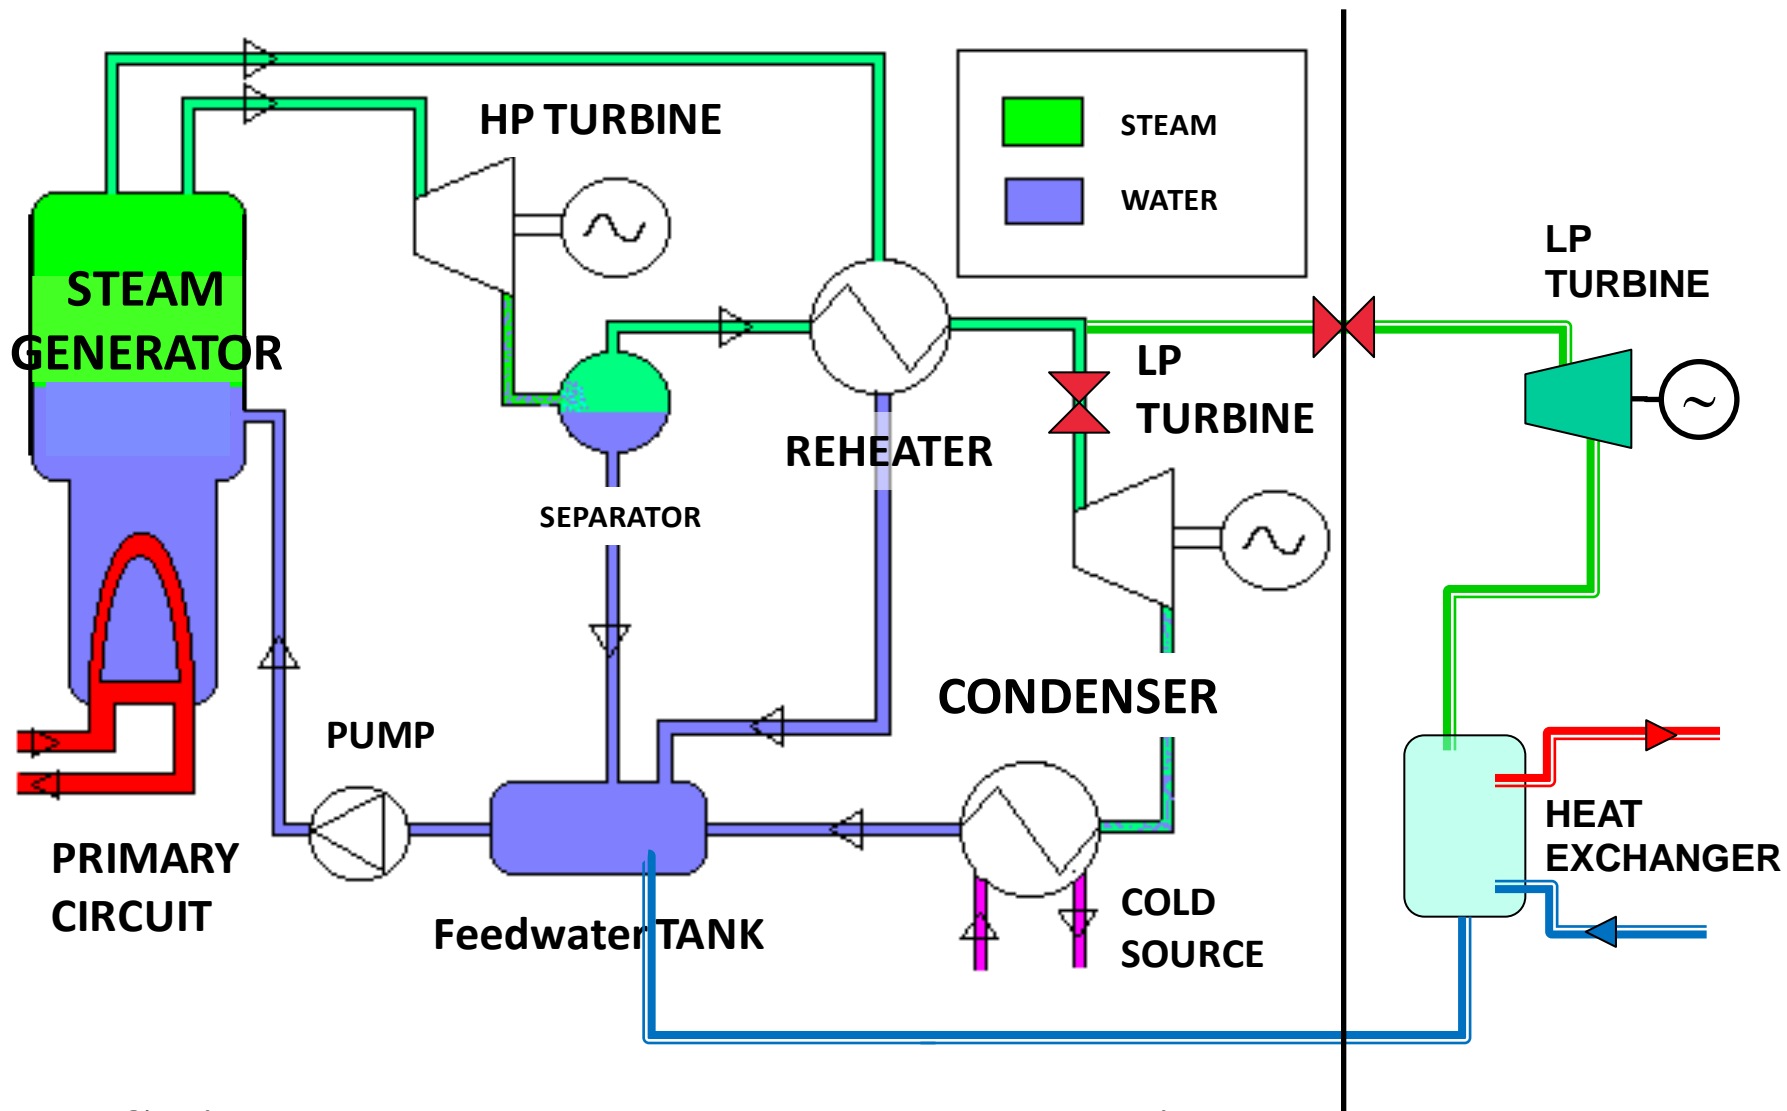 HP TURBINE
STEAM
WATER
STEAM
GENERATOR
LP
TURBINE
LP
TURBINE
REHEATER
SEPARATOR
CONDENSER
PUMP
HEAT
EXCHANGER
PRIMARY
CIRCUIT
Feedwater TANK
COLD
SOURCE
~